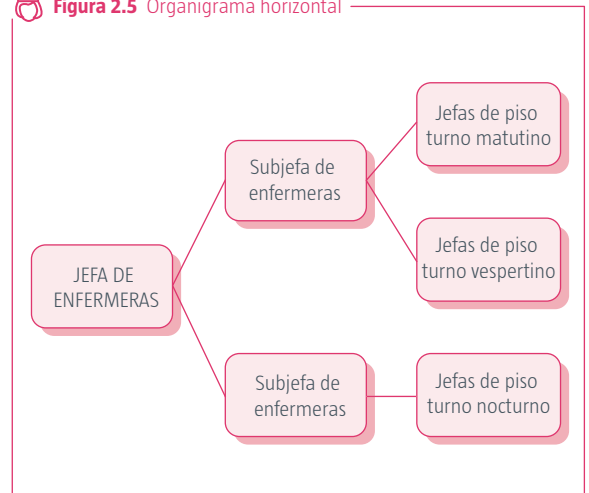 Figura 2.5 Organigrama horizontal
Jefas de piso
turno matutino
Subjefa de
enfermeras
Jefas de piso
turno vespertino
JEFA DE
ENFERMERAS
Subjefa de
enfermeras
Jefas de piso
turno nocturno